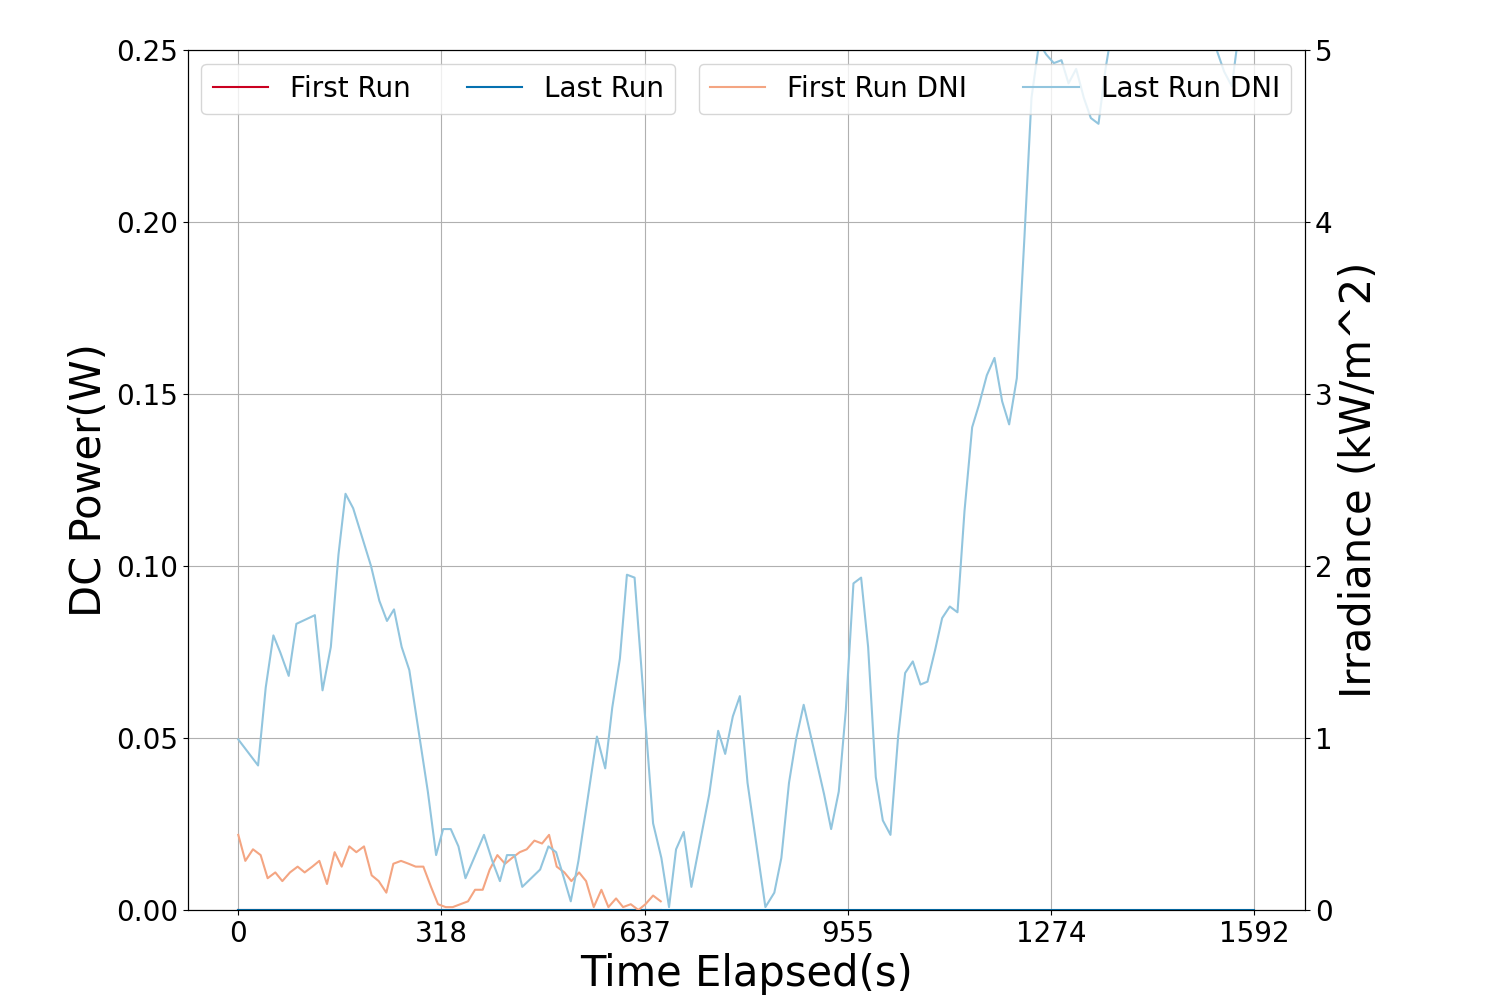 First Run
Last Run
First Run DNI
Last Run DNI
DC Power(W)
0.25
0.20
0.15
0.10
0.05
0.00
5
4
3
2
1
0
Irradiance (kW/m^2)
0 318 637 955 1274 1592
Time Elapsed(s)